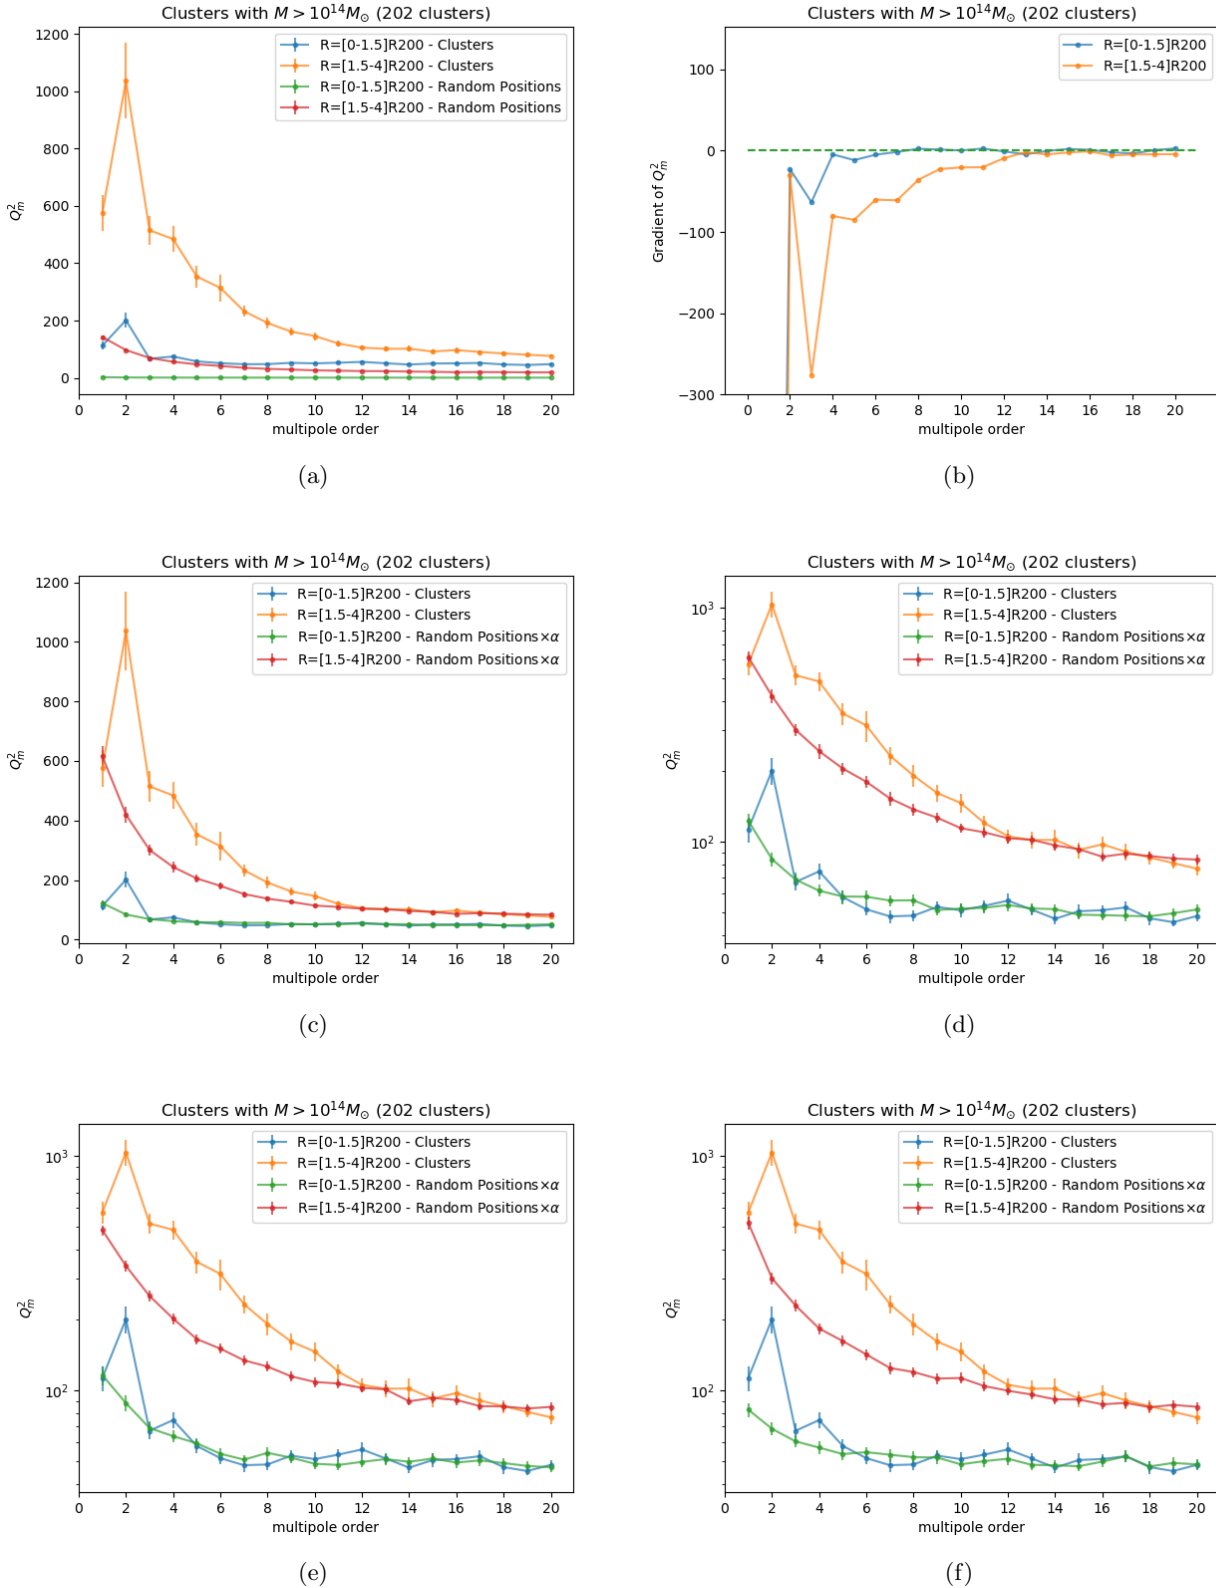 Clusters with M > 10¹⁴M⊙ (202 clusters)
R=[0-1.5]R200 - Clusters
R=[1.5-4]R200 - Clusters
R=[0-1.5]R200 - Random Positions
R=[1.5-4]R200 - Random Positions
Q²ₘ
1200
1000
800
600
400
200
0
0 2 4 6 8 10 12 14 16 18 20
multipole order
(a)
Clusters with M > 10¹⁴M⊙ (202 clusters)
R=[0-1.5]R200
R=[1.5-4]R200
Gradient of Q²ₘ
100
0
−100
−200
−300
0 2 4 6 8 10 12 14 16 18 20
multipole order
(b)
Clusters with M > 10¹⁴M⊙ (202 clusters)
R=[0-1.5]R200 - Clusters
R=[1.5-4]R200 - Clusters
R=[0-1.5]R200 - Random Positions×α
R=[1.5-4]R200 - Random Positions×α
Q²ₘ
1200
1000
800
600
400
200
0
0 2 4 6 8 10 12 14 16 18 20
multipole order
(c)
Clusters with M > 10¹⁴M⊙ (202 clusters)
R=[0-1.5]R200 - Clusters
R=[1.5-4]R200 - Clusters
R=[0-1.5]R200 - Random Positions×α
R=[1.5-4]R200 - Random Positions×α
Q²ₘ
10³
10²
0 2 4 6 8 10 12 14 16 18 20
multipole order
(d)
Clusters with M > 10¹⁴M⊙ (202 clusters)
R=[0-1.5]R200 - Clusters
R=[1.5-4]R200 - Clusters
R=[0-1.5]R200 - Random Positions×α
R=[1.5-4]R200 - Random Positions×α
Q²ₘ
10³
10²
0 2 4 6 8 10 12 14 16 18 20
multipole order
(e)
Clusters with M > 10¹⁴M⊙ (202 clusters)
R=[0-1.5]R200 - Clusters
R=[1.5-4]R200 - Clusters
R=[0-1.5]R200 - Random Positions×α
R=[1.5-4]R200 - Random Positions×α
Q²ₘ
10³
10²
0 2 4 6 8 10 12 14 16 18 20
multipole order
(f)